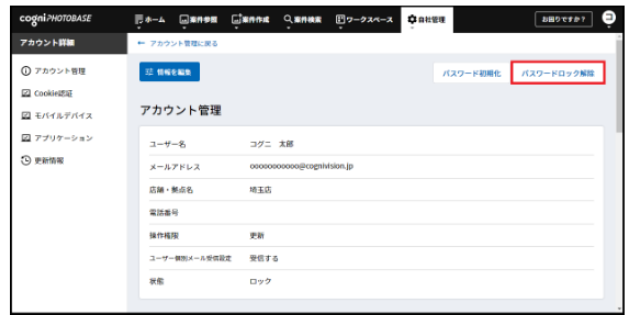 cogniPHOTOBASE ホーム 案件参照 案件作成 案件検索 ワークスペース 自社管理 お困りですか?
アカウント詳細 ← アカウント管理に戻る
アカウント管理 情報を編集 パスワード初期化 パスワードロック解除
Cookie認証
モバイルデバイス アカウント管理
アプリケーション
更新情報
ユーザー名 コグニ 太郎
メールアドレス ooooooooooo@cognivision.jp
店舗・拠点名 埼玉店
電話番号
操作権限 更新
ユーザー個別メール受信設定 受信する
状態 ロック